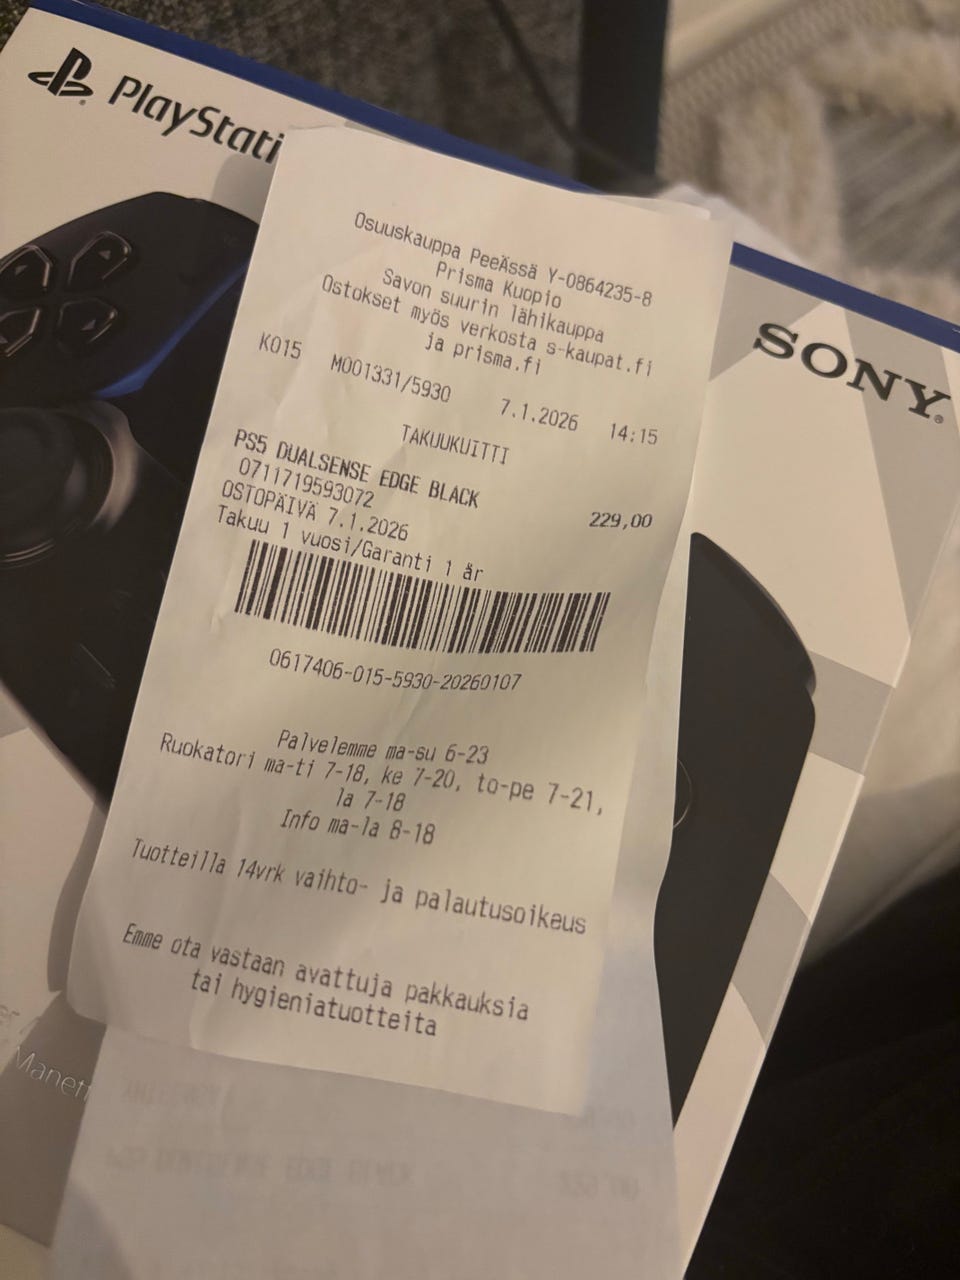 PlayStati
SONY
Osuuskauppa PeeÄssä Y-0864235-8
Prisma Kuopio
Savon suurin lähikauppa
Ostokset myös verkosta s-kaupat.fi
ja prisma.fi
K015 M001331/5930 7.1.2026 14:15
TAKUUKUITTI
PS5 DUALSENSE EDGE BLACK 229,00
0711719593072
OSTOPÄIVÄ 7.1.2026
Takuu 1 vuosi/Garanti 1 år
0617406-015-5930-20260107
Palvelemme ma-su 6-23
Ruokatori ma-ti 7-18, ke 7-20, to-pe 7-21,
la 7-18
Info ma-la 8-18
Tuotteilla 14vrk vaihto- ja palautusoikeus
Emme ota vastaan avattuja pakkauksia
tai hygieniatuotteita
Manett